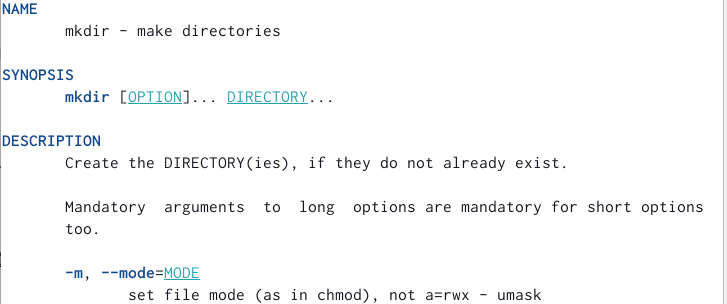 NAME
mkdir - make directories
SYNOPSIS
mkdir [OPTION]... DIRECTORY...
DESCRIPTION
Create the DIRECTORY(ies), if they do not already exist.
Mandatory arguments to long options are mandatory for short options
too.
-m, --mode=MODE
set file mode (as in chmod), not a=rwx - umask